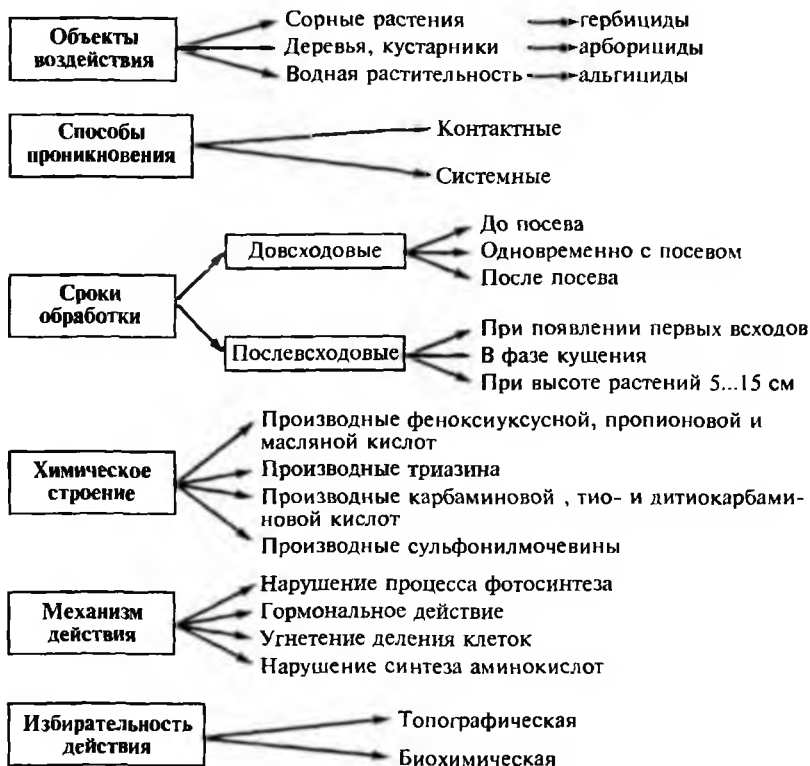 Объекты
воздействия
Сорные растения
гербициды
Деревья, кустарники
арборициды
Водная растительность
альгициды
Способы
проникновения
Контактные
Системные
Сроки
обработки
Довсходовые
До посева
Одновременно с посевом
После посева
Послевсходовые
При появлении первых всходов
В фазе кущения
При высоте растений 5...15 см
Химическое
строение
Производные феноксиуксусной, пропионовой и
масляной кислот
Производные триазина
Производные карбаминовой , тио- и дитиокарбами-
новой кислот
Производные сульфонилмочевины
Механизм
действия
Нарушение процесса фотосинтеза
Гормональное действие
Угнетение деления клеток
Нарушение синтеза аминокислот
Избирательность
действия
Топографическая
Биохимическая